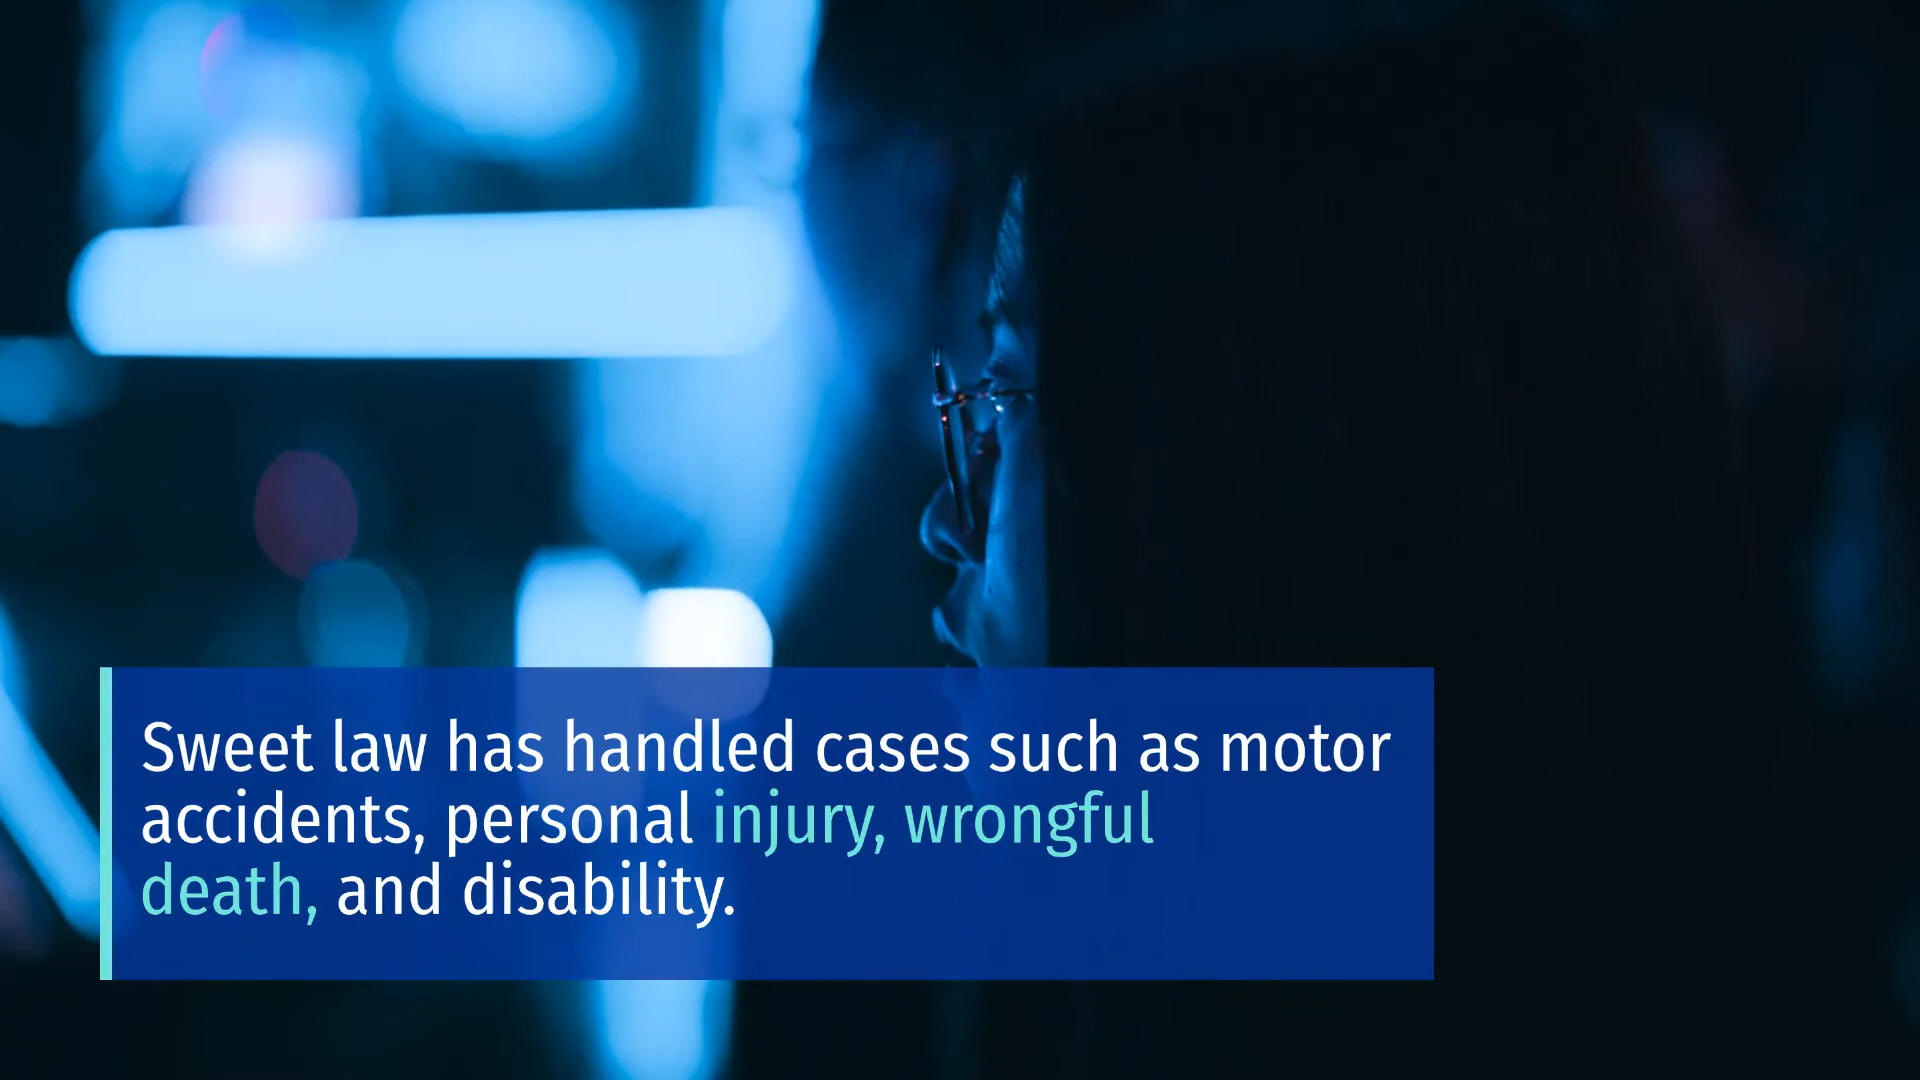 Sweet law has handled cases such as motor
accidents, personal injury, wrongful
death, and disability.